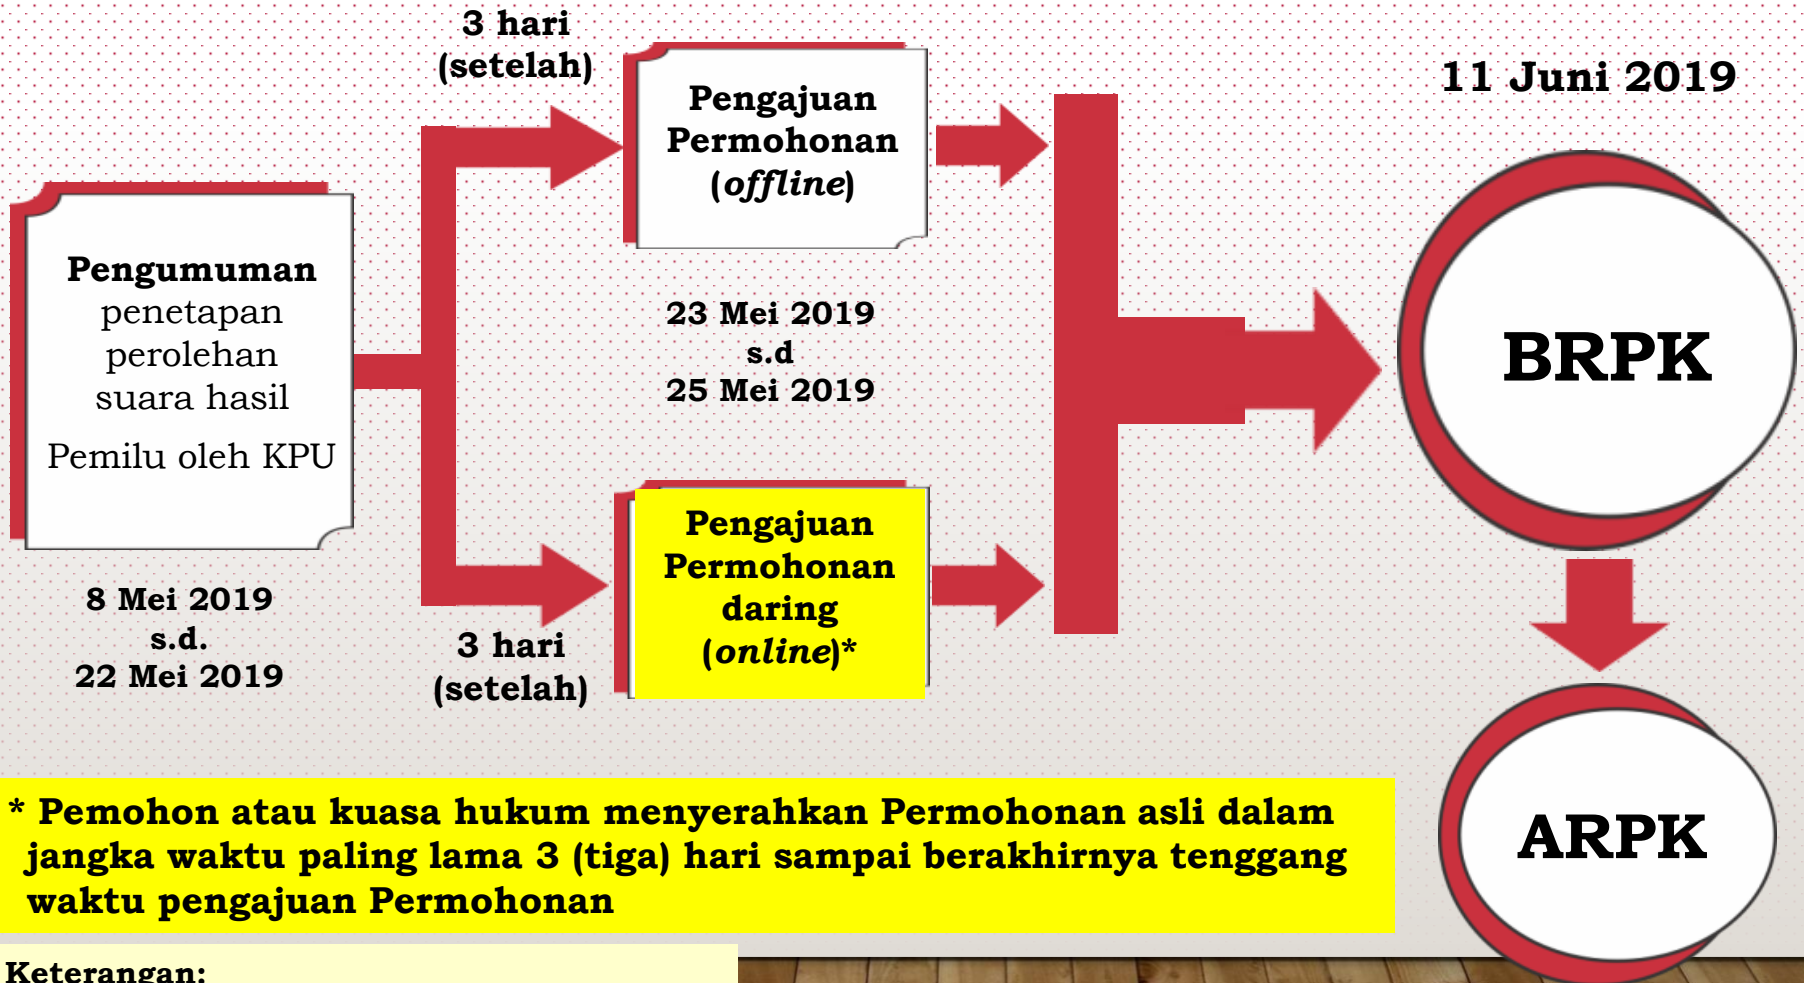 3 hari
(setelah)
Pengajuan
Permohonan
(offline)
11 Juni 2019
Pengumuman
penetapan
perolehan
suara hasil
Pemilu oleh KPU
23 Mei 2019
s.d
25 Mei 2019
BRPK
8 Mei 2019
s.d.
22 Mei 2019
3 hari
(setelah)
Pengajuan
Permohonan
daring
(online)*
* Pemohon atau kuasa hukum menyerahkan Permohonan asli dalam
jangka waktu paling lama 3 (tiga) hari sampai berakhirnya tenggang
waktu pengajuan Permohonan
ARPK
Keterangan: